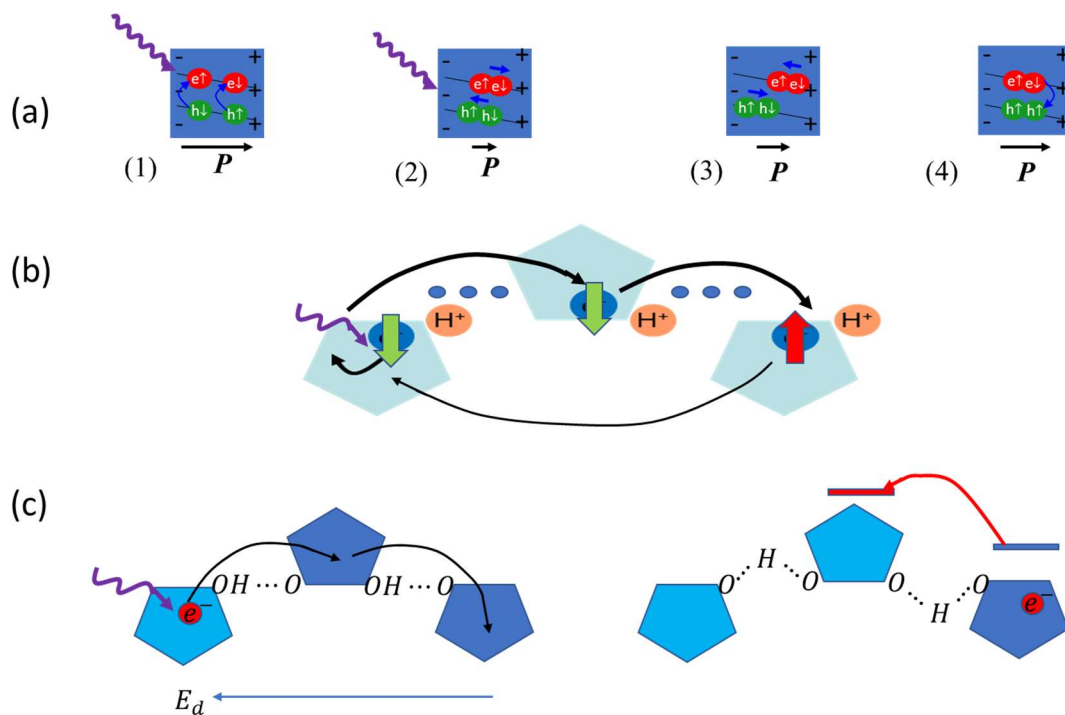 (a)
- e↑ e↓ +
- h↓ h↑ +
-
P
(1)
- +
- e↑ e↓ +
h↑ h↓
- +
P
(2)
- +
- e↑ e↓ +
h↑ h↓
- +
P
(3)
- +
e↑ e↓
- h↑ h↑ +
-
P
(4)
(b)
H⁺
H⁺
H⁺
(c)
e⁻
OH ··· O
OH ··· O
E_d
O ··· H ··· O
O ··· H ··· O
e⁻